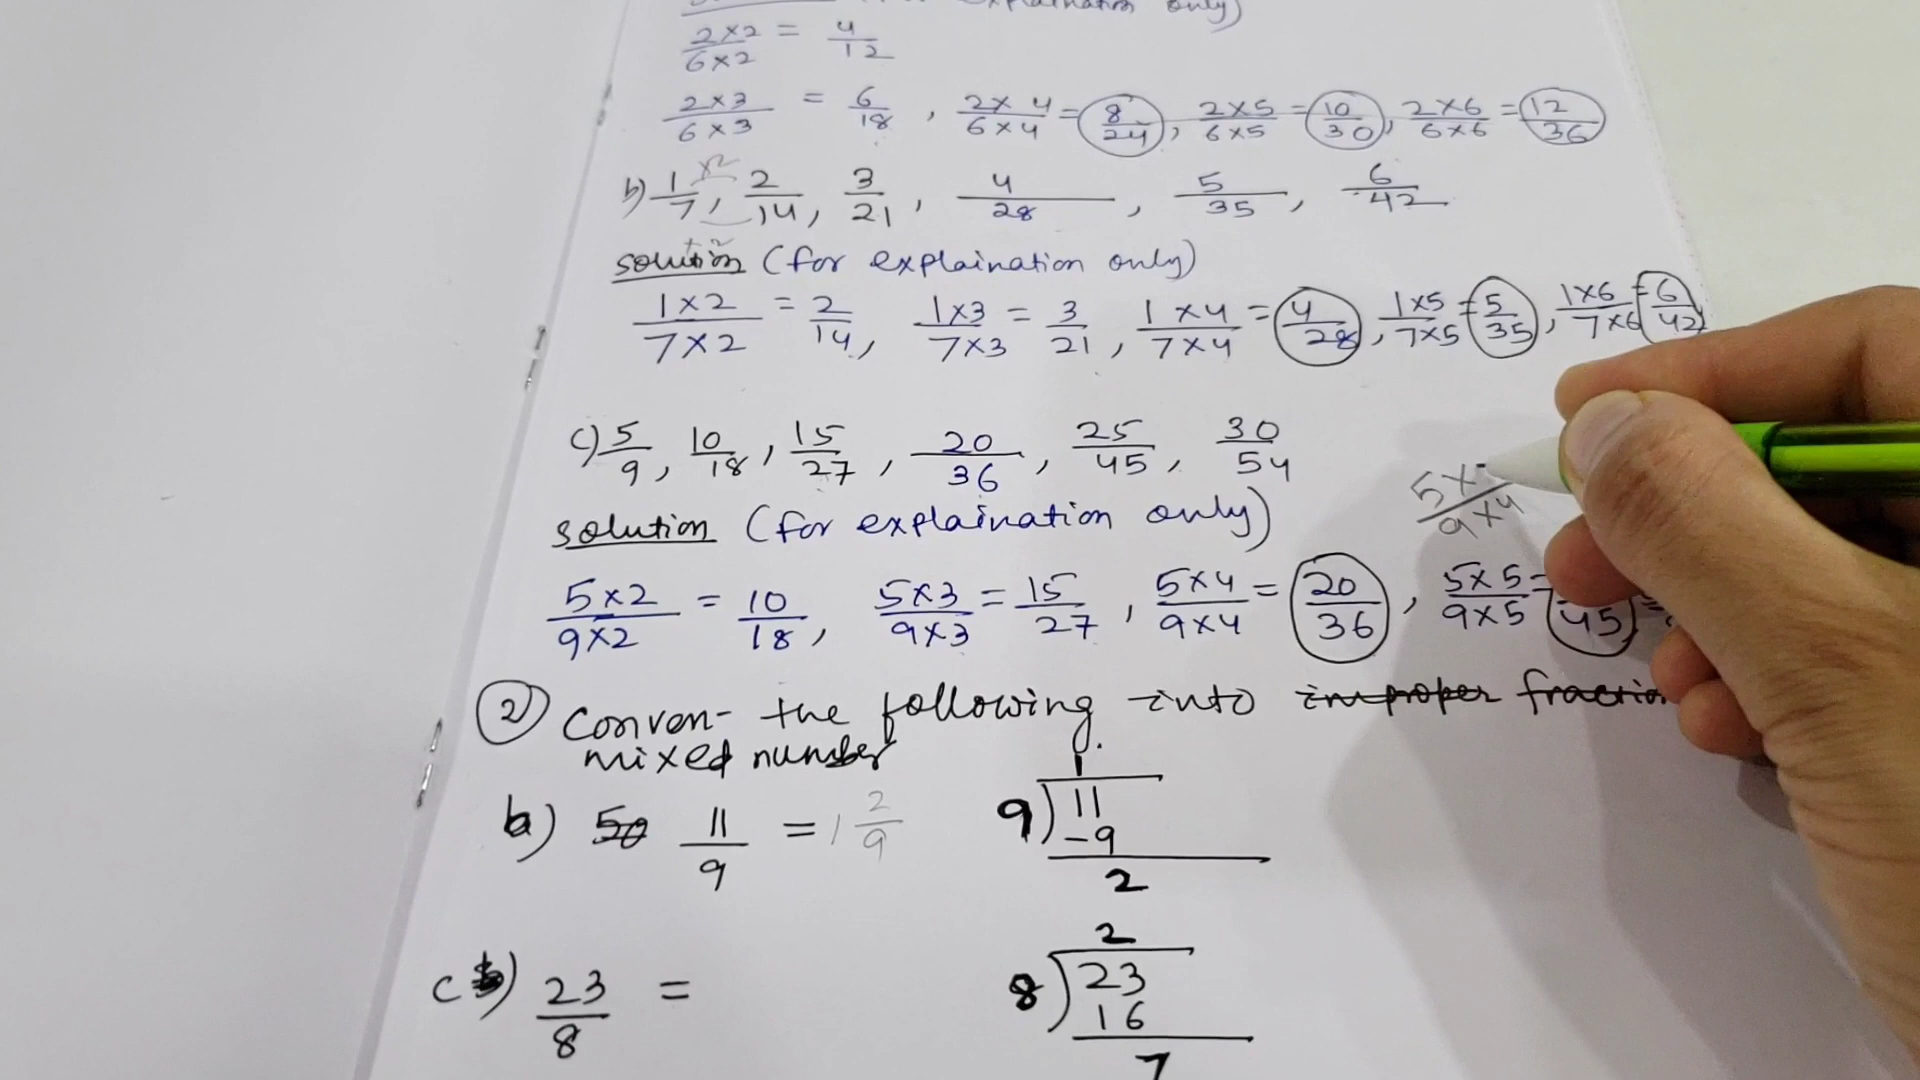 explaination only)
2×2/6×2 = 4/12
2×3/6×3 = 6/18 , 2×4/6×4 = 8/24 , 2×5/6×5 = 10/30 , 2×6/6×6 = 12/36
×2
b) 1/7 , 2/14 , 3/21 , 4/28 , 5/35 , 6/42
solution (for explaination only)
1×2/7×2 = 2/14 , 1×3/7×3 = 3/21 , 1×4/7×4 = 4/28 , 1×5/7×5 = 5/35 , 1×6/7×6 = 6/42
c) 5/9 , 10/18 , 15/27 , 20/36 , 25/45 , 30/54
5×/9×4
solution (for explaination only)
5×2/9×2 = 10/18 , 5×3/9×3 = 15/27 , 5×4/9×4 = 20/36 , 5×5/9×5 = /45
2) the following into improper fraction
mixed number
b) 50 11/9 = 1 2/9
1
9)11
-9
2
c) 23/8 =
2
8)23
16
7